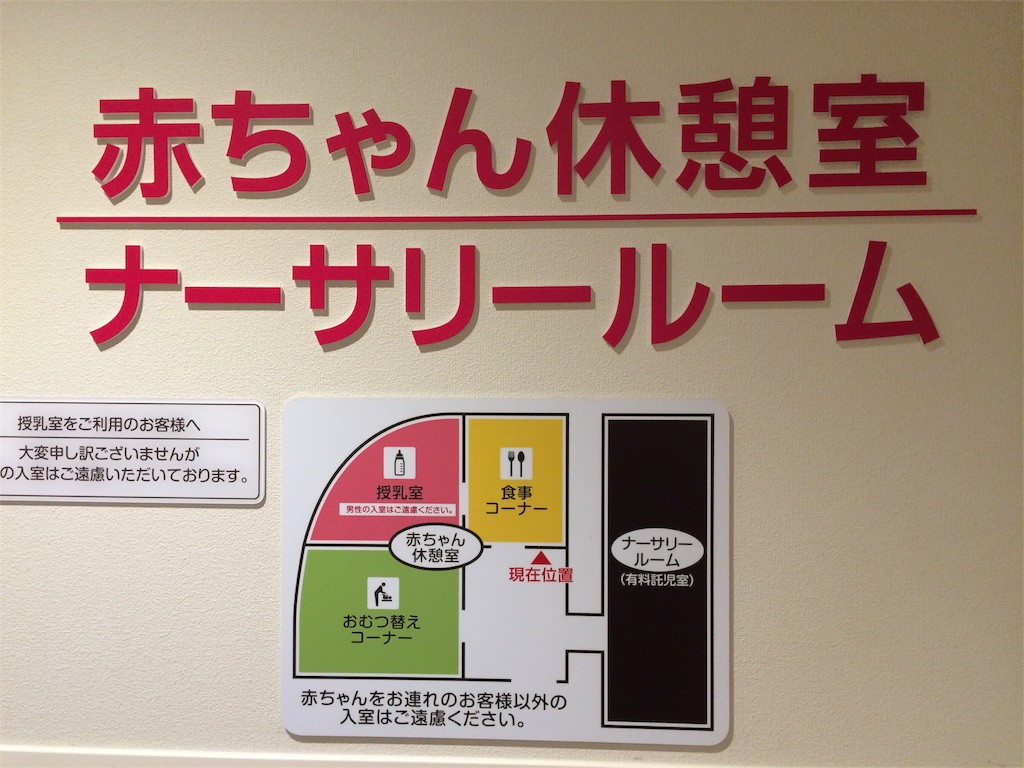 赤ちゃん休憩室
ナーサリールーム
授乳室をご利用のお客様へ
大変申し訳ございませんが
の入室はご遠慮いただいております。
授乳室
男性の入室はご遠慮ください。
食事
コーナー
赤ちゃん
休憩室
現在位置
おむつ替え
コーナー
ナーサリー
ルーム
(有料託児室)
赤ちゃんをお連れのお客様以外の
入室はご遠慮ください。